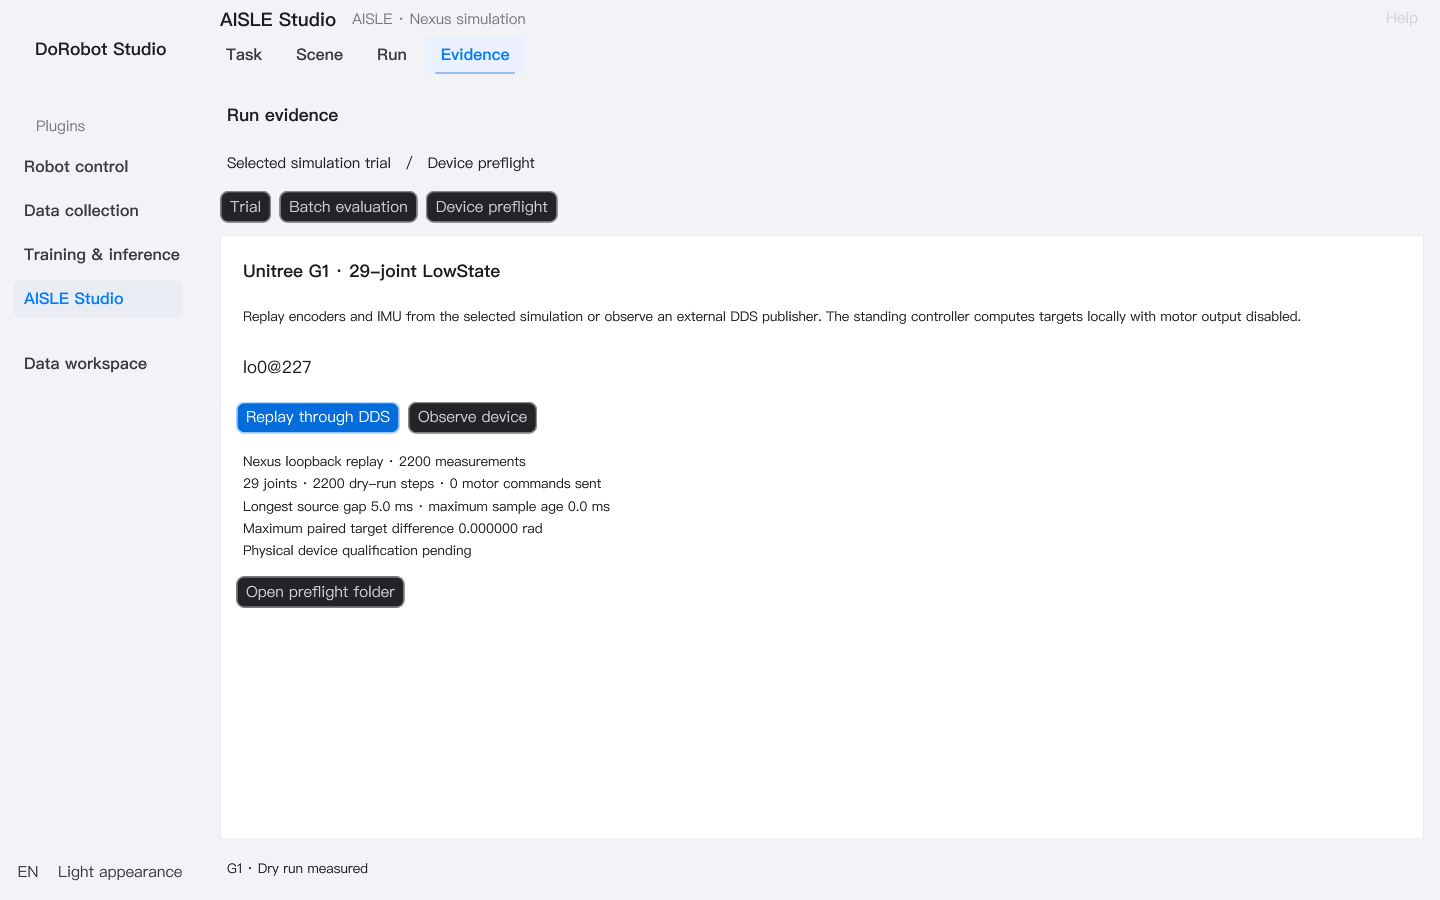 AISLE Studio AISLE · Nexus simulation
Help
DoRobot Studio
Task Scene Run Evidence
Plugins
Robot control
Data collection
Training & inference
AISLE Studio
Data workspace
Run evidence
Selected simulation trial / Device preflight
Trial Batch evaluation Device preflight
Unitree G1 · 29-joint LowState
Replay encoders and IMU from the selected simulation or observe an external DDS publisher. The standing controller computes targets locally with motor output disabled.
lo0@227
Replay through DDS Observe device
Nexus loopback replay · 2200 measurements
29 joints · 2200 dry-run steps · 0 motor commands sent
Longest source gap 5.0 ms · maximum sample age 0.0 ms
Maximum paired target difference 0.000000 rad
Physical device qualification pending
Open preflight folder
EN Light appearance
G1 · Dry run measured